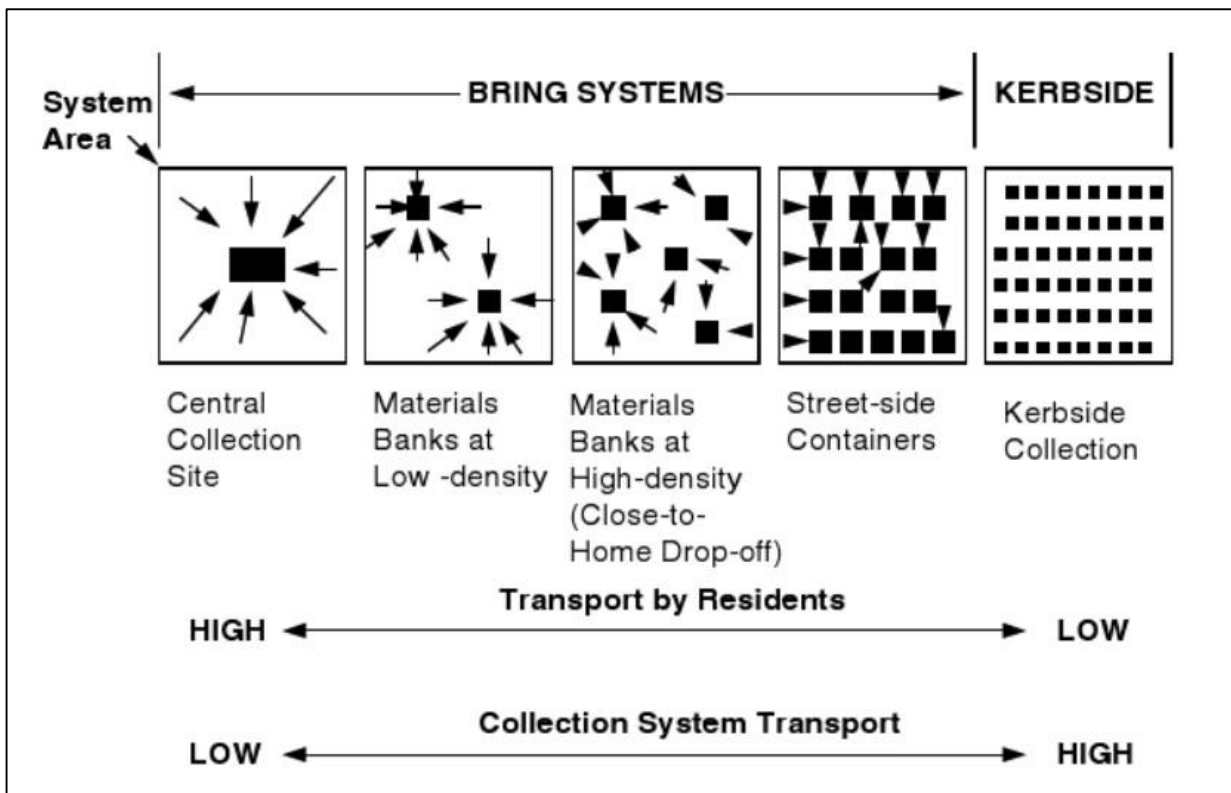 BRING SYSTEMS
KERBSIDE
System
Area
Central
Collection
Site
Materials
Banks at
Low -density
Materials
Banks at
High-density
(Close-to-
Home Drop-off)
Street-side
Containers
Kerbside
Collection
Transport by Residents
HIGH
LOW
Collection System Transport
LOW
HIGH